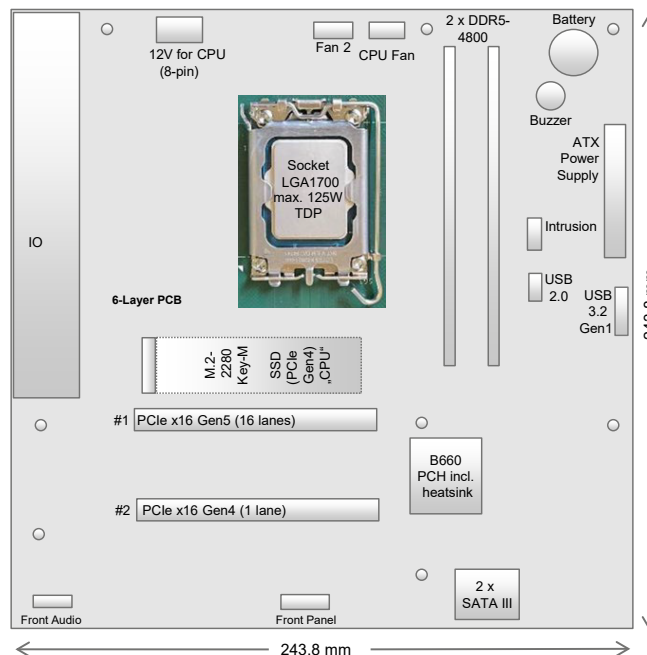 12V for CPU
(8-pin)
Fan 2
CPU Fan
2 x DDR5-
4800
Battery
Buzzer
ATX
Power
Supply
Socket
LGA1700
max. 125W
TDP
IO
Intrusion
USB
2.0
USB
3.2
Gen1
6-Layer PCB
M.2-
2280
Key-M
SSD
(PCIe
Gen4)
„CPU“
#1 PCIe x16 Gen5 (16 lanes)
B660
PCH incl.
heatsink
#2 PCIe x16 Gen4 (1 lane)
2 x
SATA III
Front Audio
Front Panel
243.8 mm